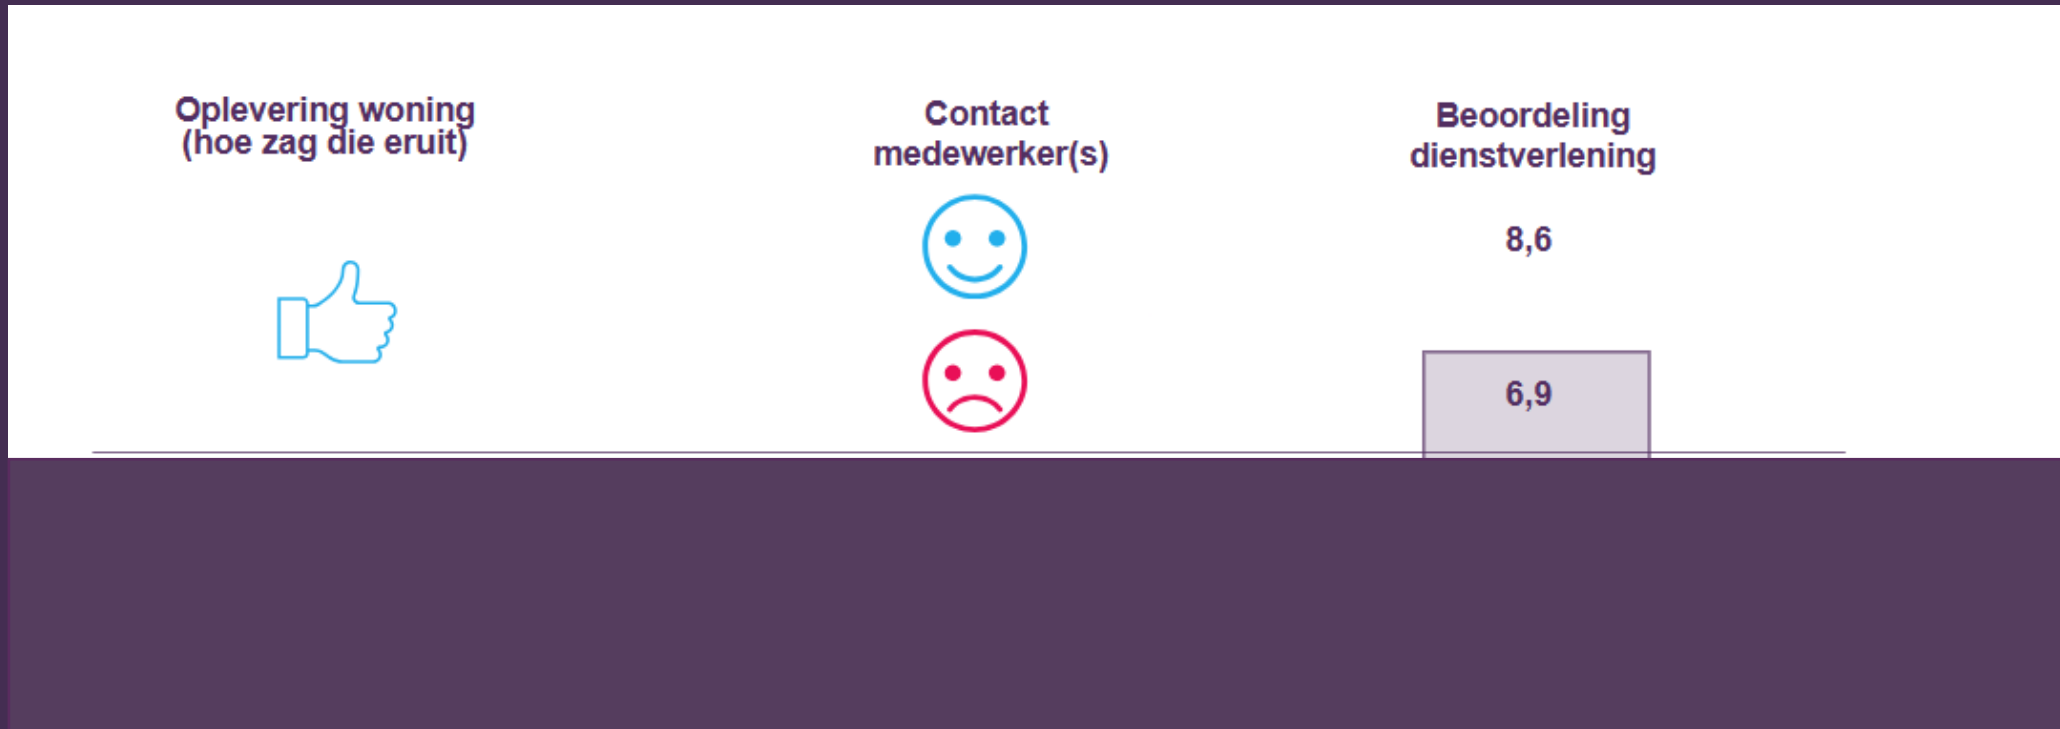 Oplevering woning
(hoe zag die eruit)
Contact
medewerker(s)
Beoordeling
dienstverlening
8,6
6,9